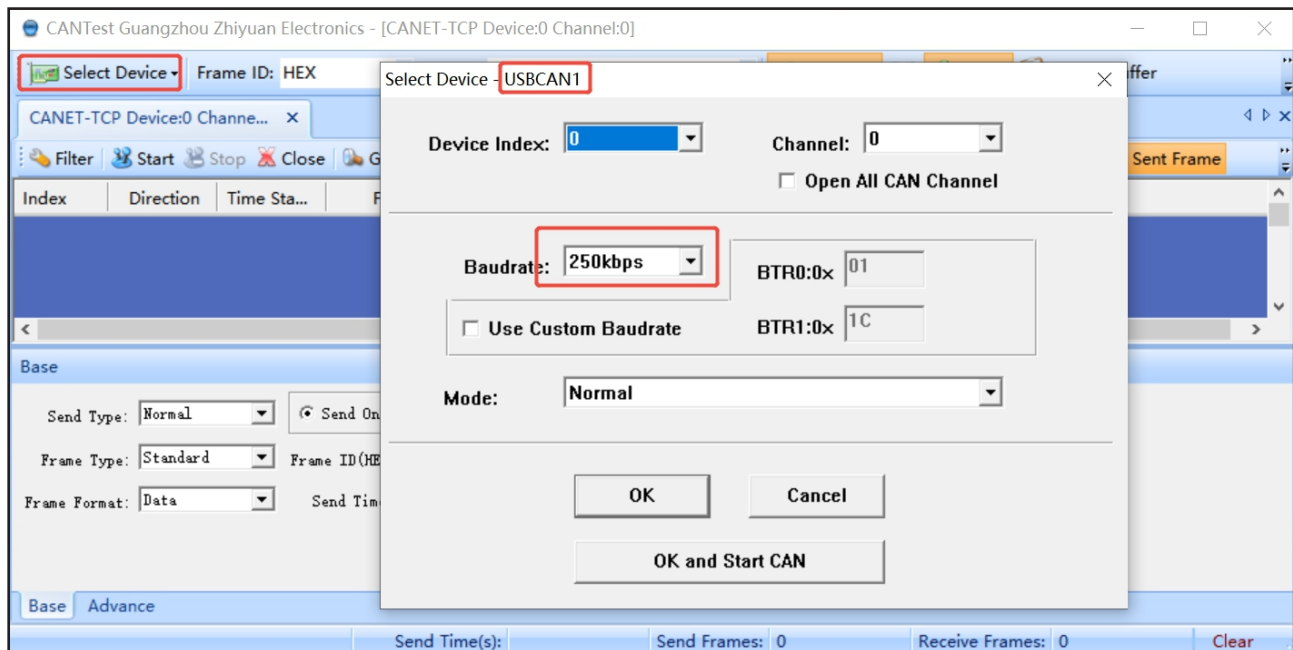 CANTest Guangzhou Zhiyuan Electronics - [CANET-TCP Device:0 Channel:0]
Select Device Frame ID: HEX
Select Device - USBCAN1
CANET-TCP Device:0 Channe...
Filter Start Stop Close G
Sent Frame
Index Direction Time Sta... F
Device Index: 0 Channel: 0
Open All CAN Channel
Baudrate: 250kbps BTR0:0x 01
Use Custom Baudrate BTR1:0x 1C
Mode: Normal
OK Cancel
OK and Start CAN
Base
Send Type: Normal Send On
Frame Type: Standard Frame ID(HE
Frame Format: Data Send Tim
Base Advance
Send Time(s): Send Frames: 0 Receive Frames: 0 Clear